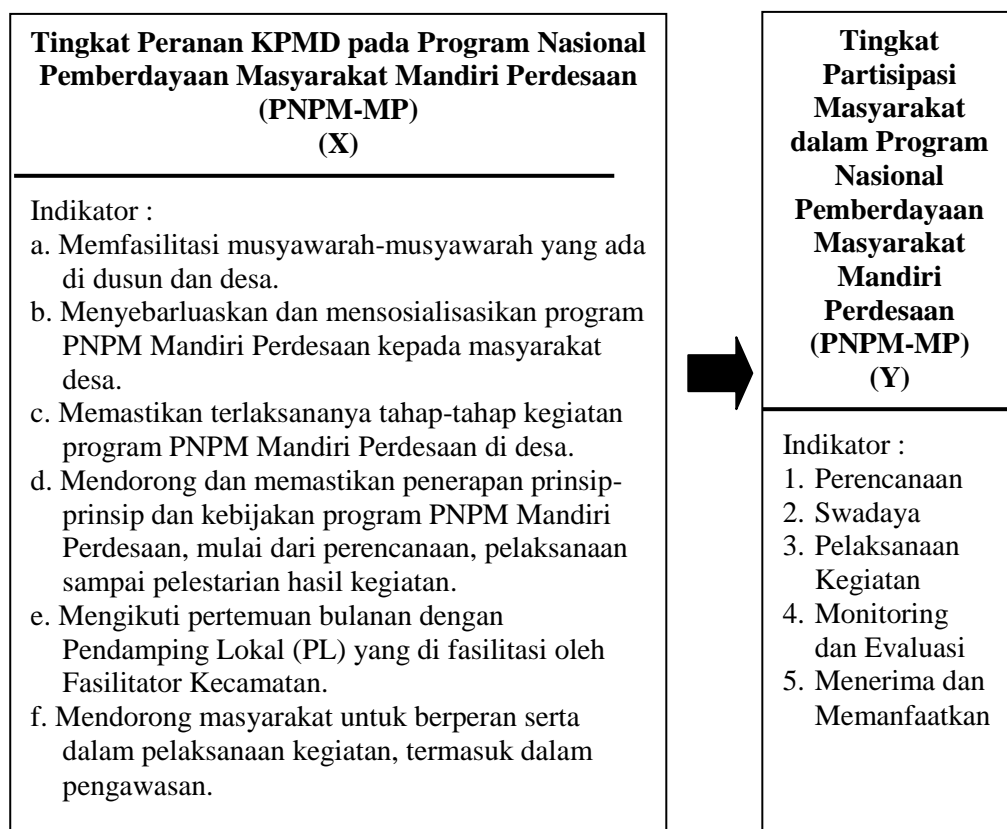 Tingkat Peranan KPMD pada Program Nasional
Pemberdayaan Masyarakat Mandiri Perdesaan
(PNPM-MP)
(X)
Indikator :
a. Memfasilitasi musyawarah-musyawarah yang ada
di dusun dan desa.
b. Menyebarluaskan dan mensosialisasikan program
PNPM Mandiri Perdesaan kepada masyarakat
desa.
c. Memastikan terlaksananya tahap-tahap kegiatan
program PNPM Mandiri Perdesaan di desa.
d. Mendorong dan memastikan penerapan prinsip-
prinsip dan kebijakan program PNPM Mandiri
Perdesaan, mulai dari perencanaan, pelaksanaan
sampai pelestarian hasil kegiatan.
e. Mengikuti pertemuan bulanan dengan
Pendamping Lokal (PL) yang di fasilitasi oleh
Fasilitator Kecamatan.
f. Mendorong masyarakat untuk berperan serta
dalam pelaksanaan kegiatan, termasuk dalam
pengawasan.
Tingkat
Partisipasi
Masyarakat
dalam Program
Nasional
Pemberdayaan
Masyarakat
Mandiri
Perdesaan
(PNPM-MP)
(Y)
Indikator :
1. Perencanaan
2. Swadaya
3. Pelaksanaan
Kegiatan
4. Monitoring
dan Evaluasi
5. Menerima dan
Memanfaatkan